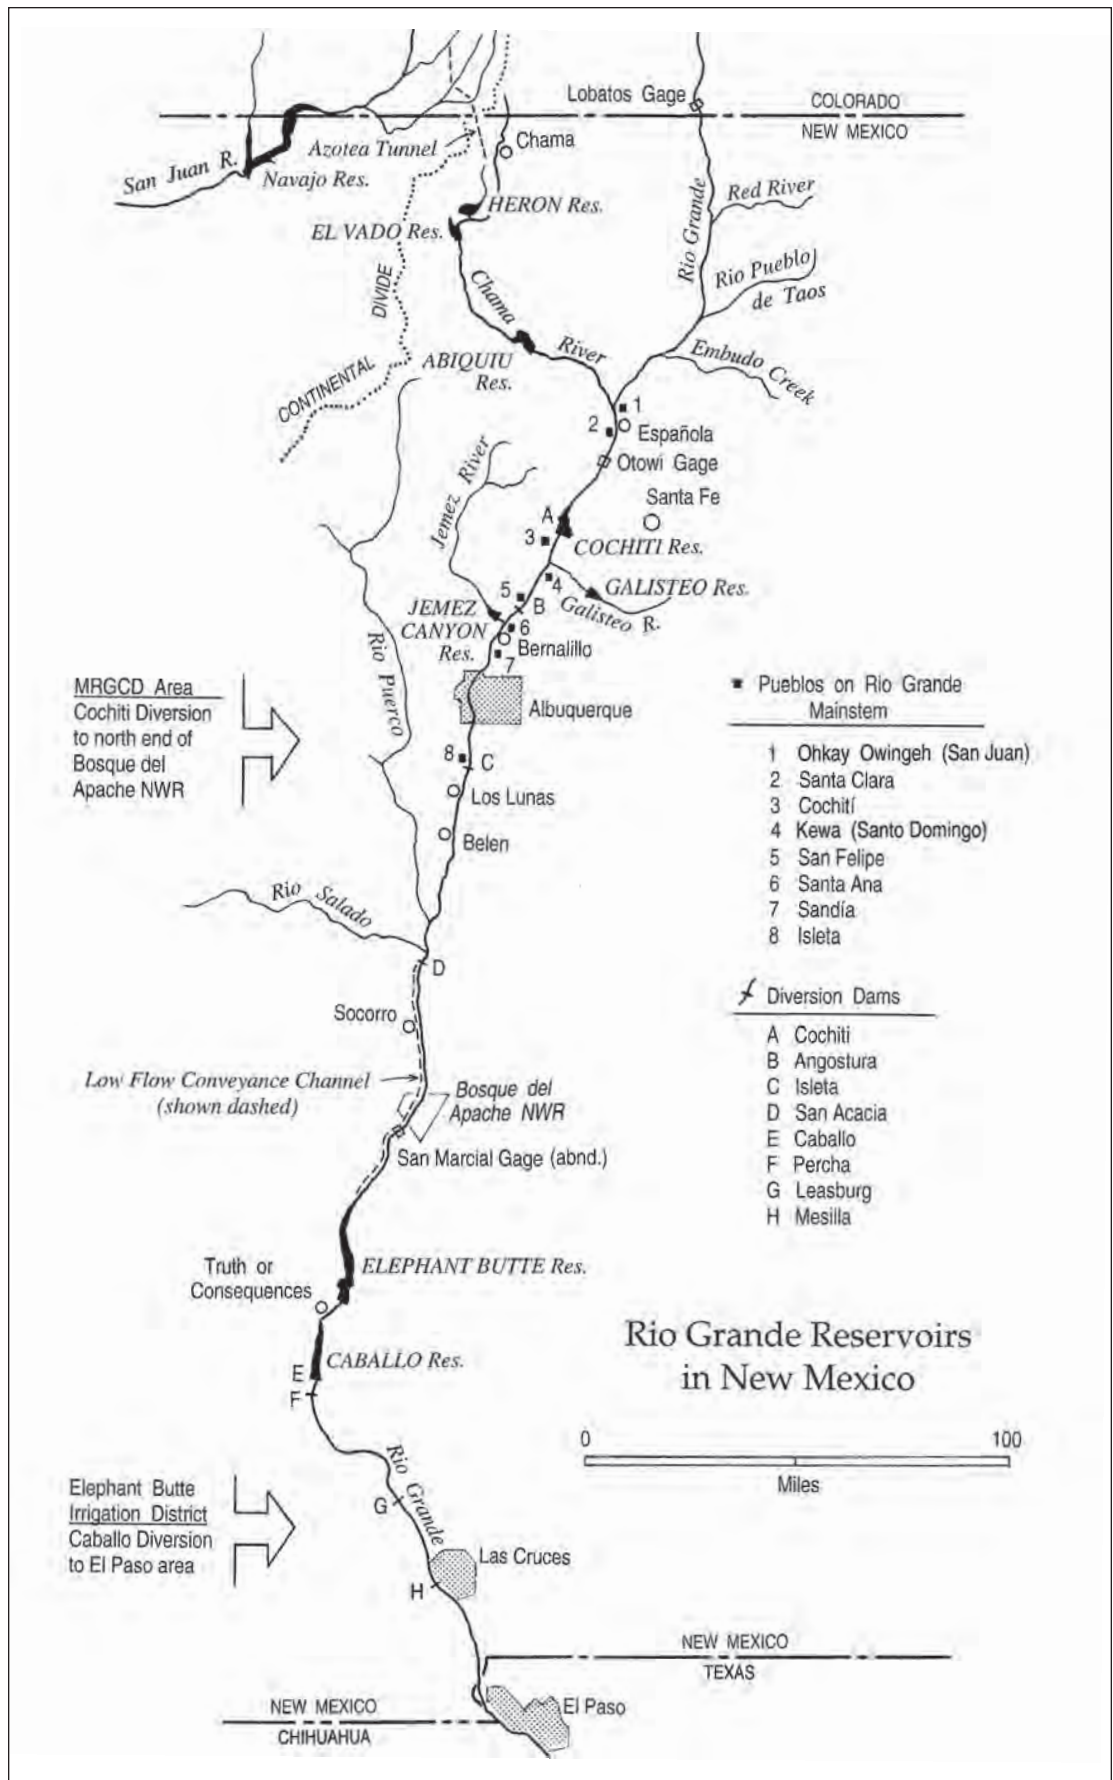 Lobatos Gage
COLORADO
NEW MEXICO
Azotea Tunnel
Chama
San Juan R.
Navajo Res.
HERON Res.
EL VADO Res.
Rio Grande
Red River
Rio Pueblo
de Taos
DIVIDE
CONTINENTAL
Chama
River
ABIQUIU
Res.
Embudo Creek
1
2
Española
Otowi Gage
Santa Fe
Jemez River
A
3
COCHITI Res.
4
GALISTEO Res.
Galisteo R.
5
B
JEMEZ
CANYON
Res.
6
Bernalillo
7
Rio Puerco
Albuquerque
MRGCD Area
Cochiti Diversion
to north end of
Bosque del
Apache NWR
8
C
Los Lunas
Belen
Rio Salado
D
Socorro
Low Flow Conveyance Channel
(shown dashed)
Bosque del
Apache NWR
San Marcial Gage (abnd.)
Truth or
Consequences
ELEPHANT BUTTE Res.
CABALLO Res.
E
F
Rio Grande
G
Elephant Butte
Irrigation District
Caballo Diversion
to El Paso area
Las Cruces
H
NEW MEXICO
TEXAS
El Paso
NEW MEXICO
CHIHUAHUA
Pueblos on Rio Grande
Mainstem
1 Ohkay Owingeh (San Juan)
2 Santa Clara
3 Cochití
4 Kewa (Santo Domingo)
5 San Felipe
6 Santa Ana
7 Sandía
8 Isleta
Diversion Dams
A Cochiti
B Angostura
C Isleta
D San Acacia
E Caballo
F Percha
G Leasburg
H Mesilla
Rio Grande Reservoirs
in New Mexico
0 100
Miles